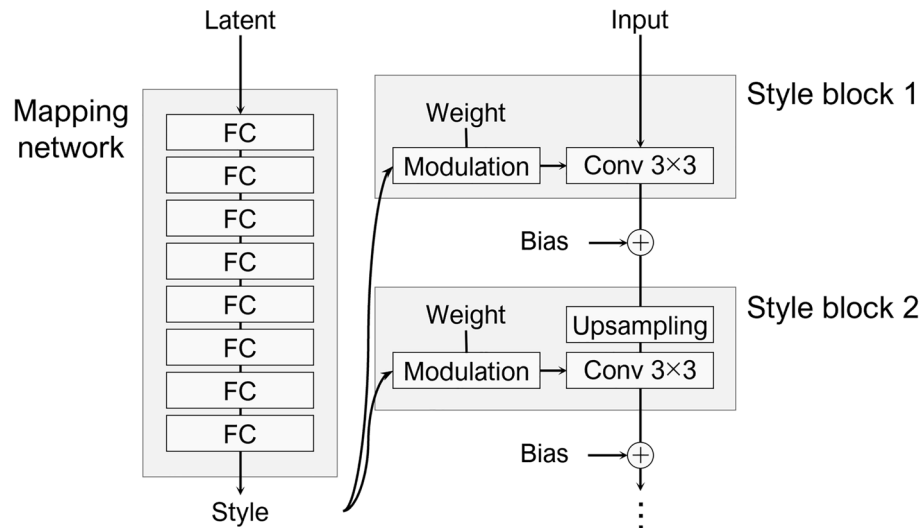 Latent
Mapping
network
FC
FC
FC
FC
FC
FC
FC
FC
Style
Input
Style block 1
Weight
Modulation
Conv 3×3
Bias
+
Style block 2
Upsampling
Weight
Modulation
Conv 3×3
Bias
+
⋮